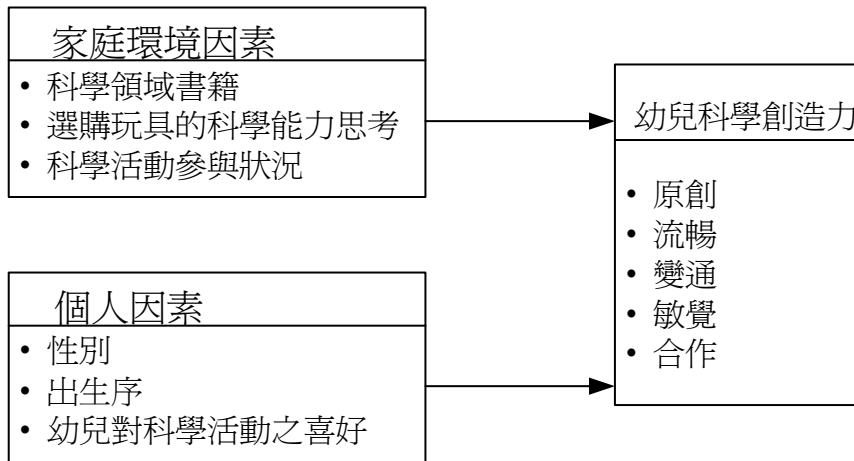 家庭環境因素
• 科學領域書籍
• 選購玩具的科學能力思考
• 科學活動參與狀況
個人因素
• 性別
• 出生序
• 幼兒對科學活動之喜好
幼兒科學創造力
• 原創
• 流暢
• 變通
• 敏覺
• 合作